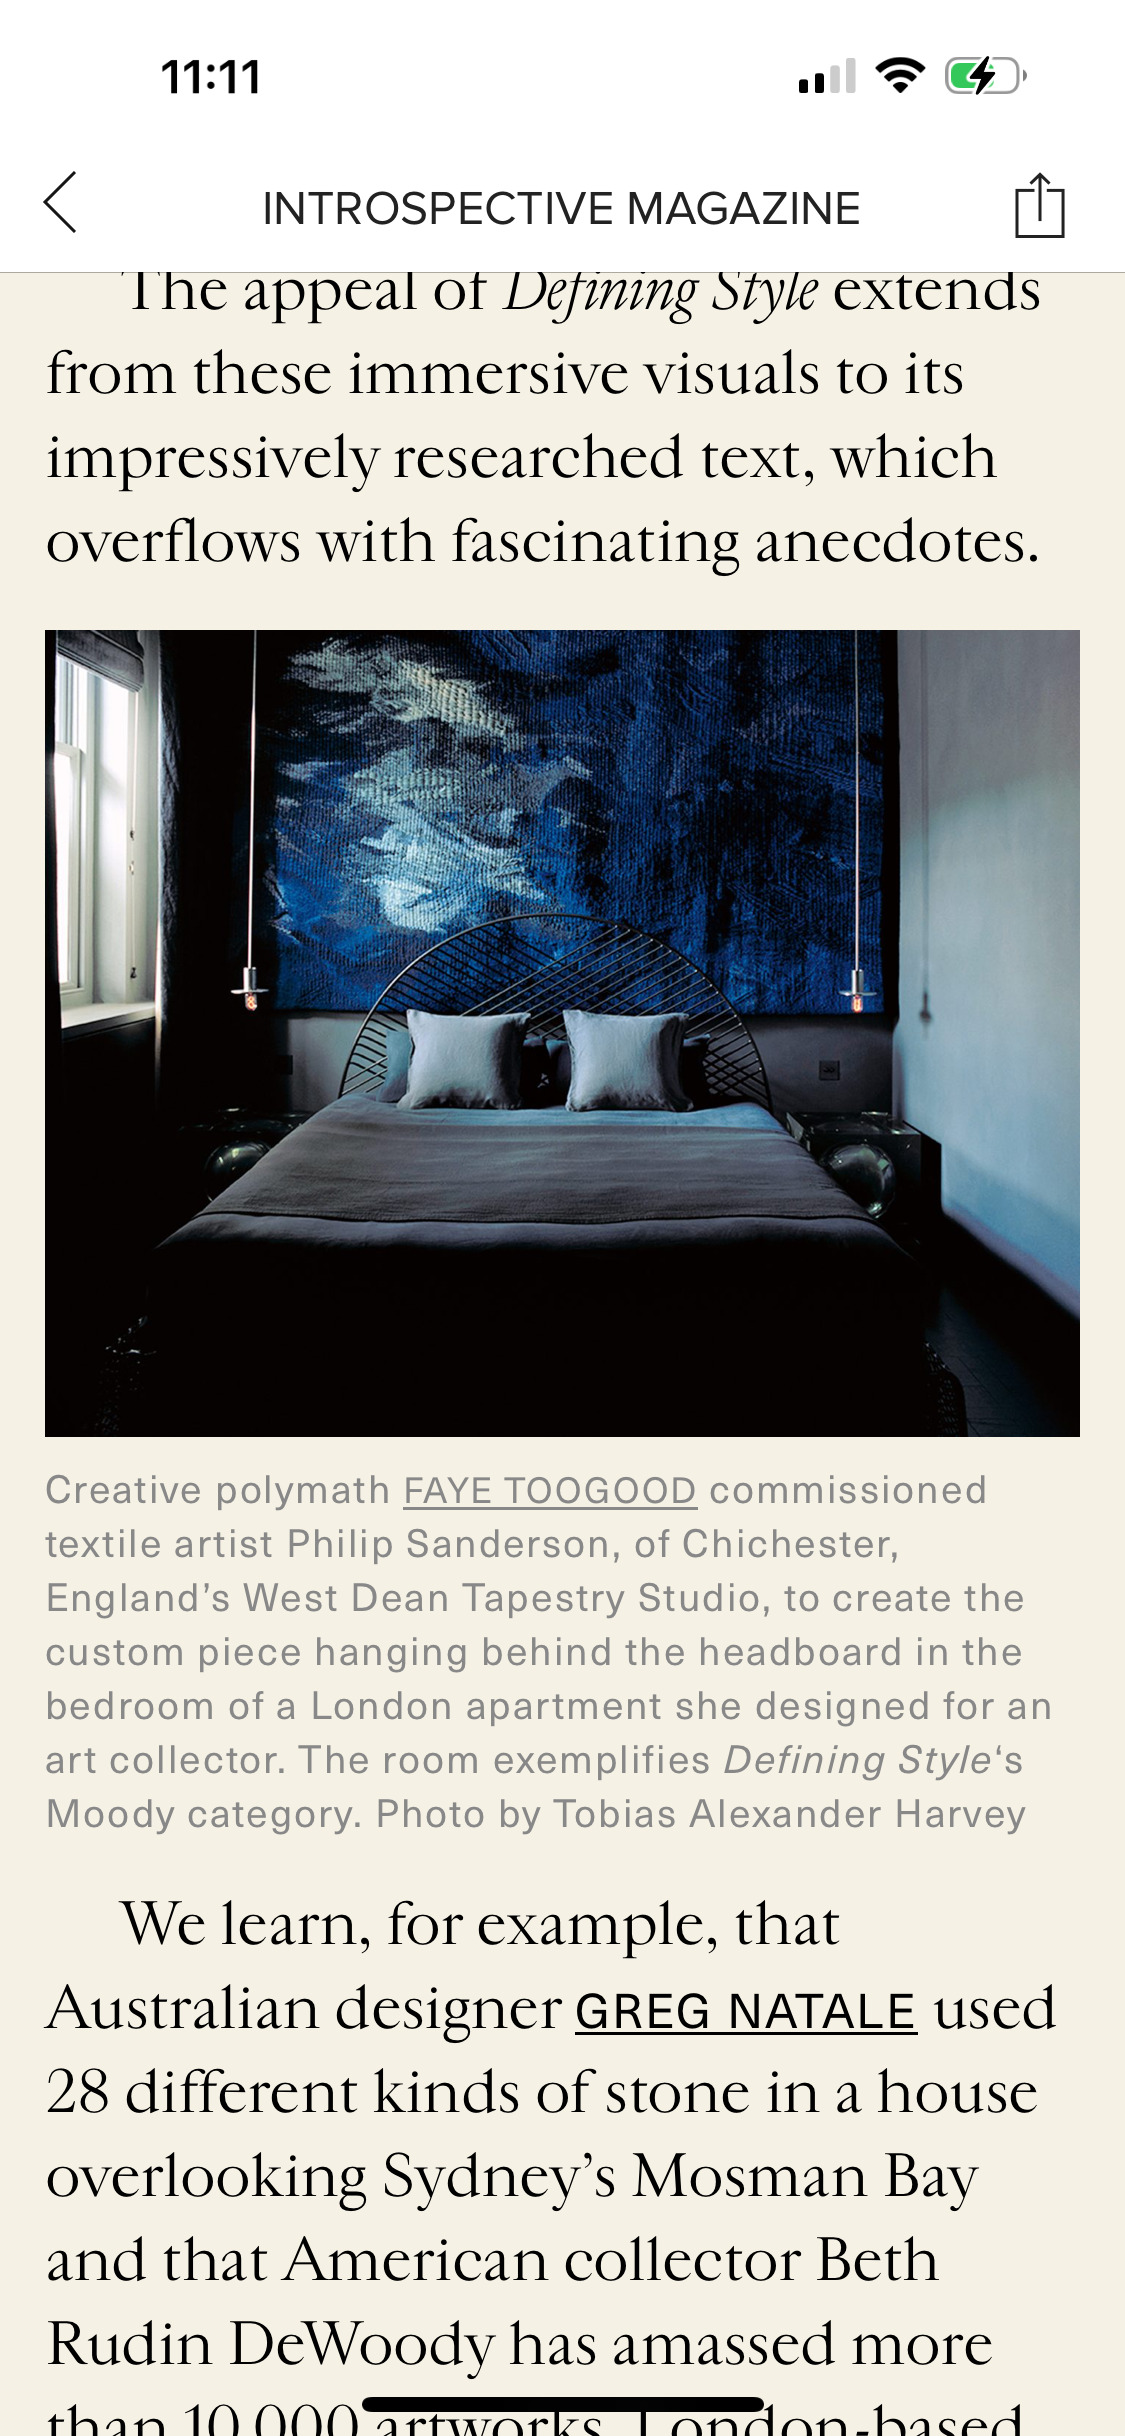 11:11
INTROSPECTIVE MAGAZINE
The appeal of Defining Style extends
from these immersive visuals to its
impressively researched text, which
overflows with fascinating anecdotes.
Creative polymath FAYE TOOGOOD commissioned
textile artist Philip Sanderson, of Chichester,
England’s West Dean Tapestry Studio, to create the
custom piece hanging behind the headboard in the
bedroom of a London apartment she designed for an
art collector. The room exemplifies Defining Style‘s
Moody category. Photo by Tobias Alexander Harvey
We learn, for example, that
Australian designer GREG NATALE used
28 different kinds of stone in a house
overlooking Sydney’s Mosman Bay
and that American collector Beth
Rudin DeWoody has amassed more
than 10,000 artworks. London-based